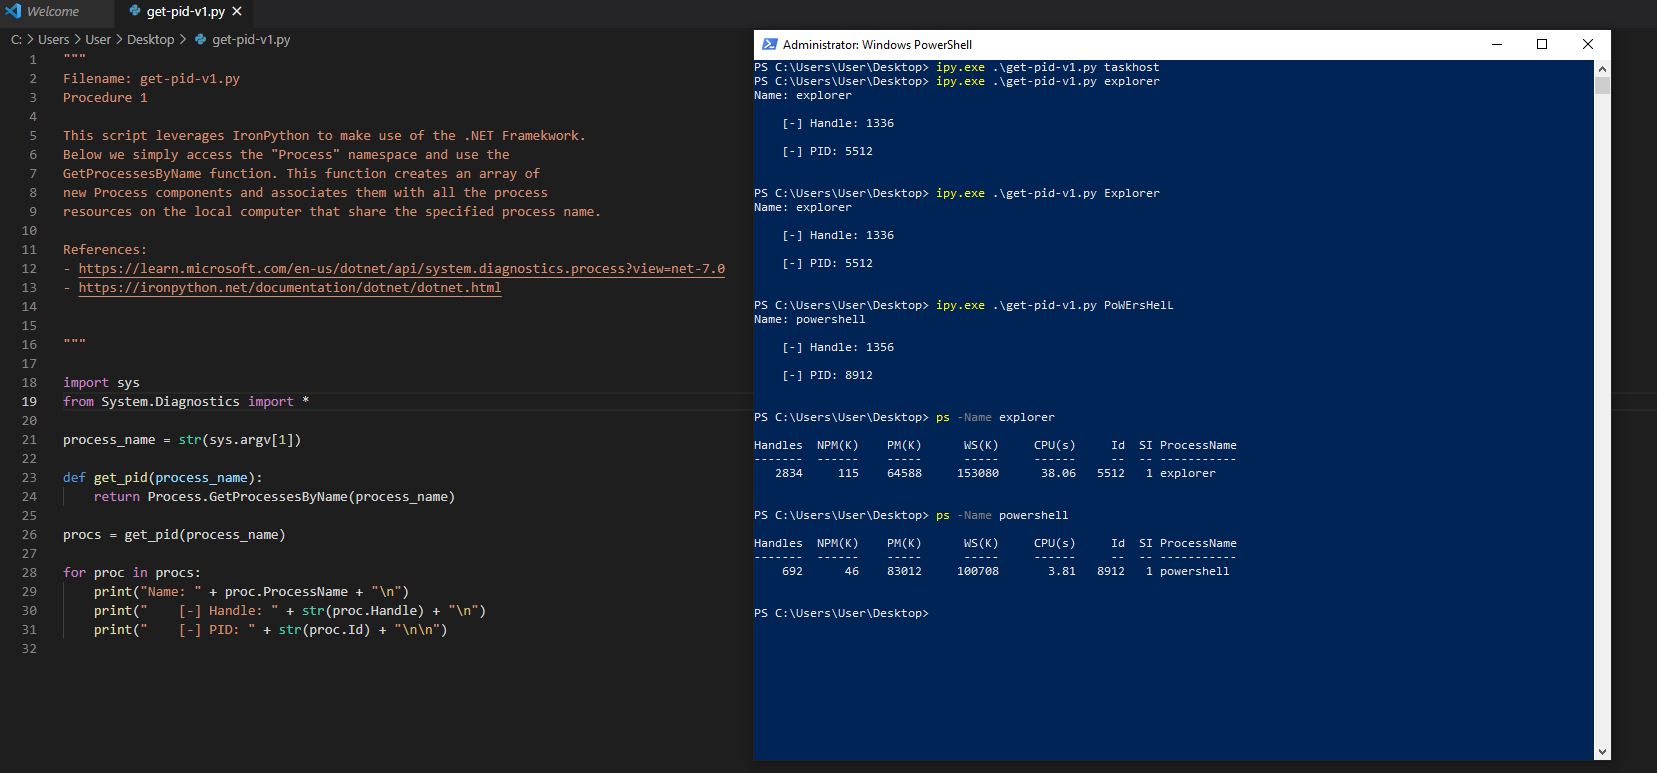 Welcome
get-pid-v1.py
C: > Users > User > Desktop > get-pid-v1.py
1 """
2 Filename: get-pid-v1.py
3 Procedure 1
4
5 This script leverages IronPython to make use of the .NET Framekwork.
6 Below we simply access the "Process" namespace and use the
7 GetProcessesByName function. This function creates an array of
8 new Process components and associates them with all the process
9 resources on the local computer that share the specified process name.
10
11 References:
12 - https://learn.microsoft.com/en-us/dotnet/api/system.diagnostics.process?view=net-7.0
13 - https://ironpython.net/documentation/dotnet/dotnet.html
14
15
16 """
17
18 import sys
19 from System.Diagnostics import *
20
21 process_name = str(sys.argv[1])
22
23 def get_pid(process_name):
24     return Process.GetProcessesByName(process_name)
25
26 procs = get_pid(process_name)
27
28 for proc in procs:
29     print("Name: " + proc.ProcessName + "\n")
30     print("    [-] Handle: " + str(proc.Handle) + "\n")
31     print("    [-] PID: " + str(proc.Id) + "\n\n")
32
Administrator: Windows PowerShell
PS C:\Users\User\Desktop> ipy.exe .\get-pid-v1.py taskhost
PS C:\Users\User\Desktop> ipy.exe .\get-pid-v1.py explorer
Name: explorer
    [-] Handle: 1336
    [-] PID: 5512
PS C:\Users\User\Desktop> ipy.exe .\get-pid-v1.py Explorer
Name: explorer
    [-] Handle: 1336
    [-] PID: 5512
PS C:\Users\User\Desktop> ipy.exe .\get-pid-v1.py PoWErsHelL
Name: powershell
    [-] Handle: 1356
    [-] PID: 8912
PS C:\Users\User\Desktop> ps -Name explorer
Handles  NPM(K)    PM(K)      WS(K)     CPU(s)     Id  SI ProcessName
-------  ------    -----      -----     ------     --  -- -----------
   2834     115    64588     153080      38.06   5512   1 explorer
PS C:\Users\User\Desktop> ps -Name powershell
Handles  NPM(K)    PM(K)      WS(K)     CPU(s)     Id  SI ProcessName
-------  ------    -----      -----     ------     --  -- -----------
    692      46    83012     100708       3.81   8912   1 powershell
PS C:\Users\User\Desktop>